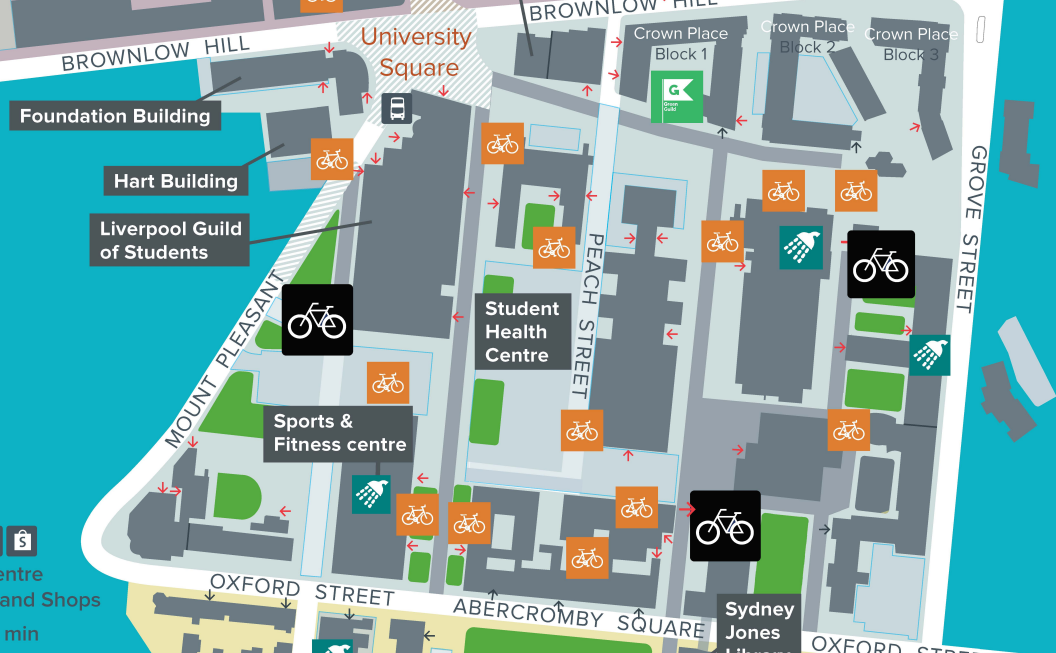 BROWNLOW HILL
BROWNLOW HILL
University
Square
Crown Place
Block 1
Crown Place
Block 2
Crown Place
Block 3
G
Green
Guild
Foundation Building
Hart Building
Liverpool Guild
of Students
MOUNT PLEASANT
PEACH STREET
GROVE STREET
Student
Health
Centre
Sports &
Fitness centre
S
entre
and Shops
min
OXFORD STREET
ABERCROMBY SQUARE
Sydney
Jones
OXFORD